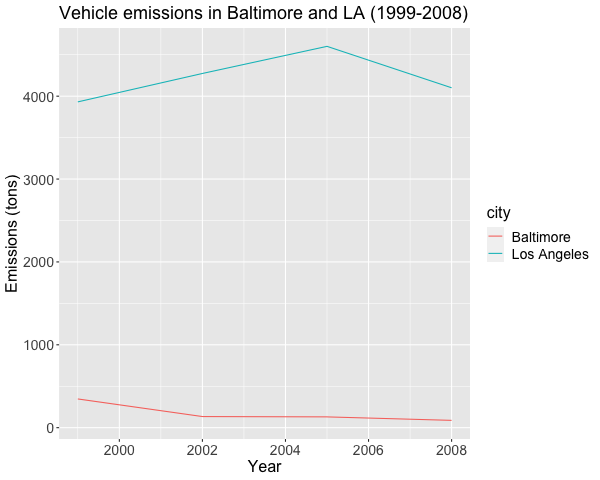 Vehicle emissions in Baltimore and LA (1999-2008)
Emissions (tons)
4000
3000
2000
1000
0
2000 2002 2004 2006 2008
Year
city
Baltimore
Los Angeles